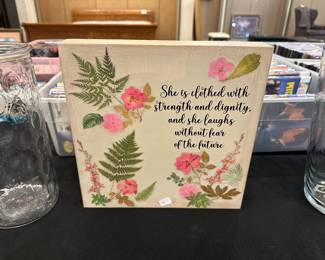 She is clothed with
strength and dignity,
and she laughs
without fear
of the future